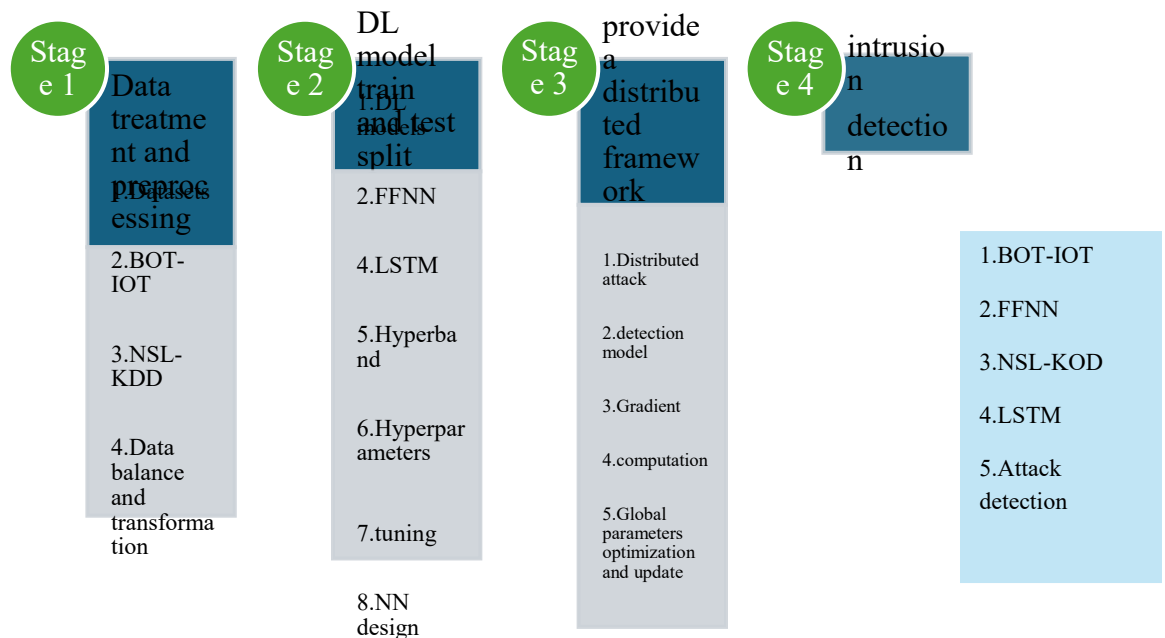 Stag
e 1
Data
treatme
nt and
preproc
essing
1.Datasets
2.BOT-
IOT
3.NSL-
KDD
4.Data
balance
and
transforma
tion
Stag
e 2
DL
model
train
and test
split
1.DL
models
2.FFNN
4.LSTM
5.Hyperba
nd
6.Hyperpar
ameters
7.tuning
8.NN
design
Stag
e 3
provide
a
distribu
ted
framew
ork
1.Distributed
attack
2.detection
model
3.Gradient
4.computation
5.Global
parameters
optimization
and update
Stag
e 4
intrusio
n
detectio
n
1.BOT-IOT
2.FFNN
3.NSL-KOD
4.LSTM
5.Attack
detection